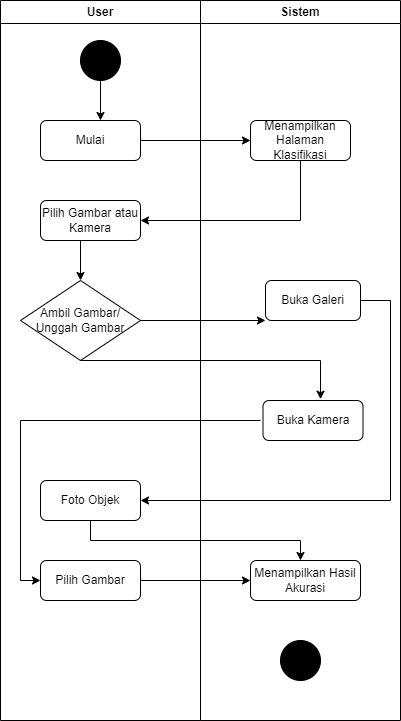 User
Sistem
Mulai
Menampilkan
Halaman
Klasifikasi
Pilih Gambar atau
Kamera
Ambil Gambar/
Unggah Gambar
Buka Galeri
Buka Kamera
Foto Objek
Pilih Gambar
Menampilkan Hasil
Akurasi